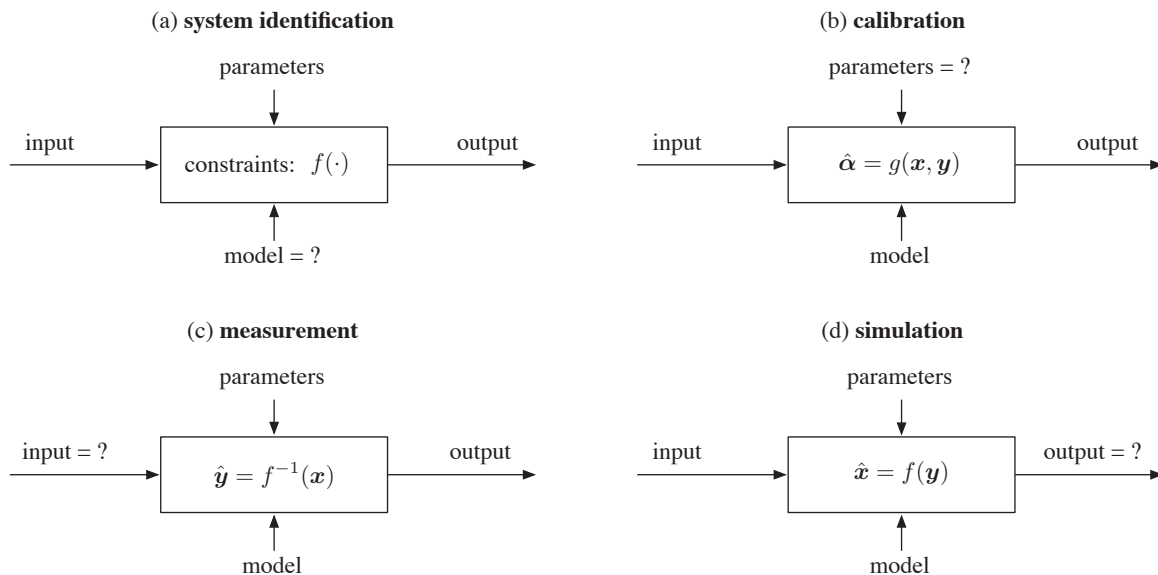 (a) system identification
parameters
input
constraints: f(·)
output
model = ?
(b) calibration
parameters = ?
input
α̂ = g(x, y)
output
model
(c) measurement
parameters
input = ?
ŷ = f⁻¹(x)
output
model
(d) simulation
parameters
input
x̂ = f(y)
output = ?
model